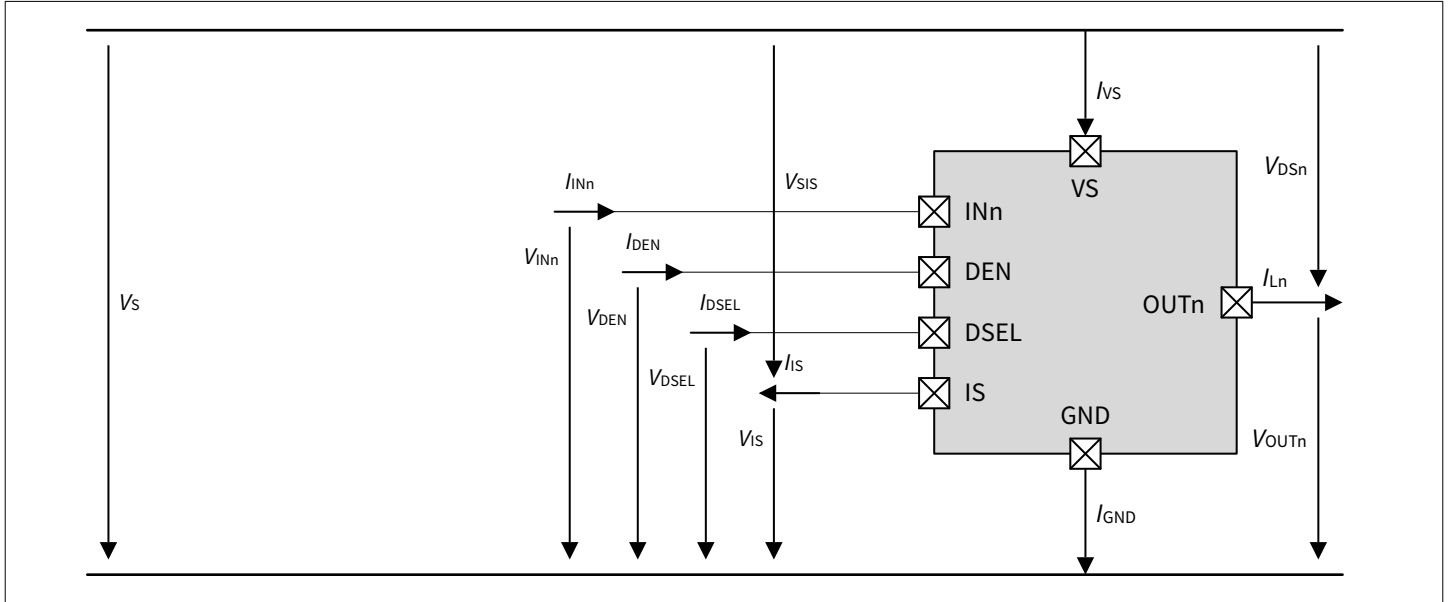 IVS
VSIS
VDSn
IINn
VS
INn
VINn
IDEN
DEN
VS
IDSEL
ILn
VDEN
OUTn
DSEL
IIS
VDSEL
IS
GND
VIS
VOUTn
IGND